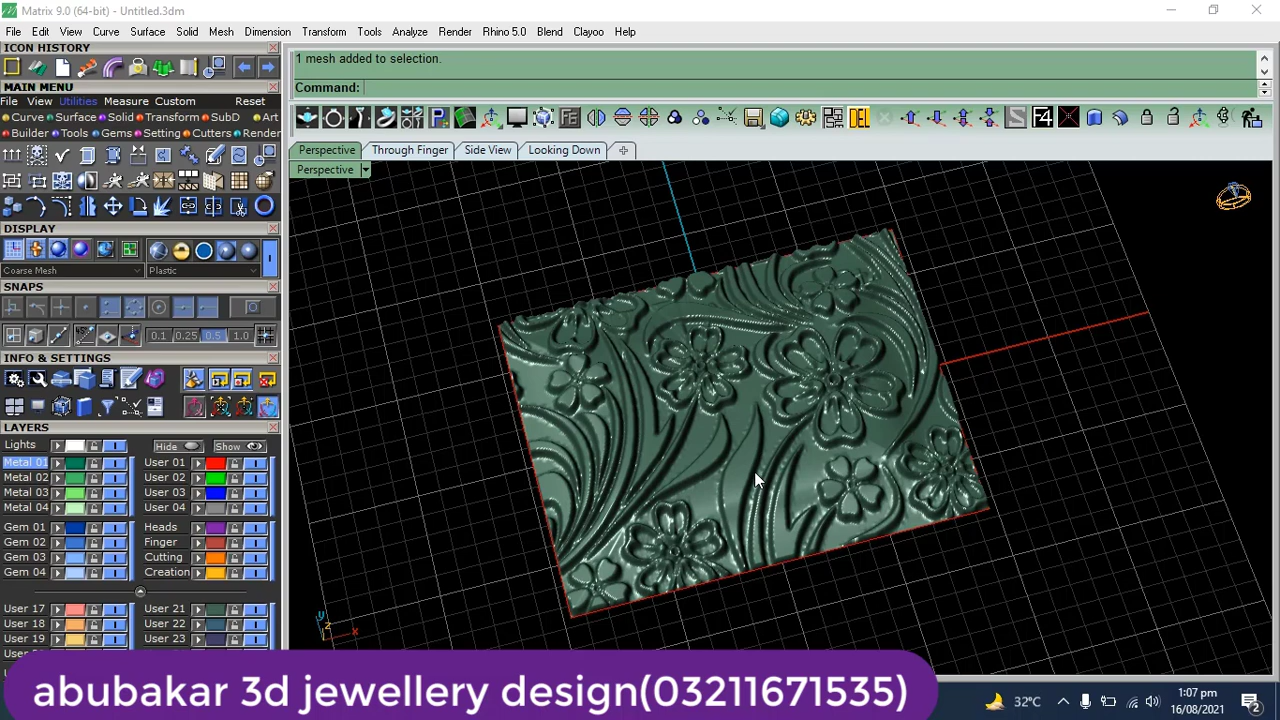 Matrix 9.0 (64-bit) - Untitled.3dm
File Edit View Curve Surface Solid Mesh Dimension Transform Tools Analyze Render Rhino 5.0 Blend Clayoo Help
ICON HISTORY
1 mesh added to selection.
MAIN MENU
Command:
File View Utilities Measure Custom Reset
Curve Surface Solid Transform SubD Art
Builder Tools Gems Setting Cutters Render
F4
DEL
Perspective Through Finger Side View Looking Down
Perspective
DISPLAY
Coarse Mesh Plastic
SNAPS
0.1 0.25 0.5 1.0
INFO & SETTINGS
LAYERS
Lights Hide Show
Metal 01 User 01
Metal 02 User 02
Metal 03 User 03
Metal 04 User 04
Gem 01 Heads
Gem 02 Finger
Gem 03 Cutting
Gem 04 Creation
User 17 User 21
User 18 User 22
User 19 User 23
y
z
x
abubakar 3d jewellery design(03211671535)
32°C
1:07 pm
16/08/2021
2